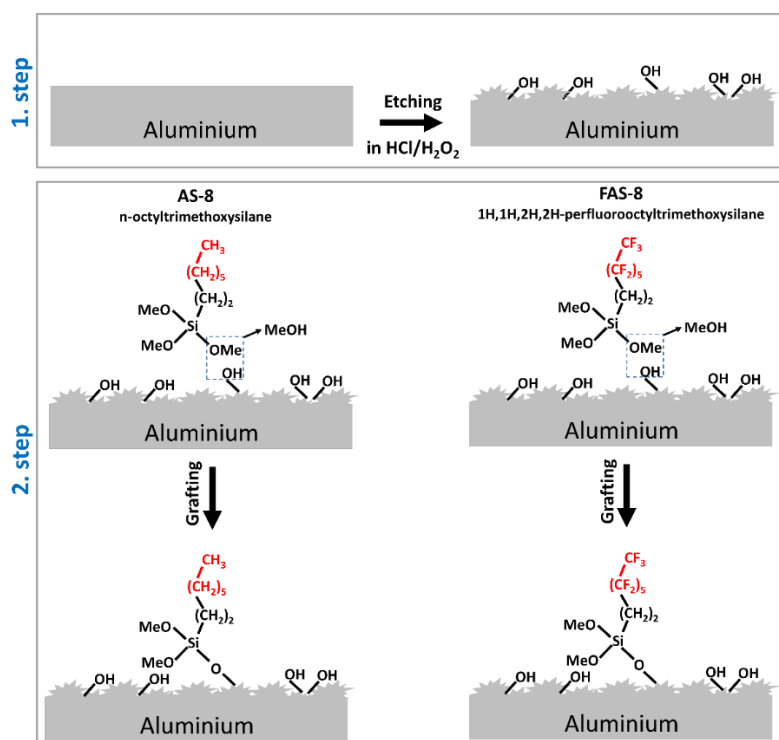 1. step
Aluminium
Etching
in HCl/H₂O₂
OH
OH
OH
OH
OH
Aluminium
2. step
AS-8
n-octyltrimethoxysilane
CH₃
(CH₂)₅
(CH₂)₂
MeO
Si
MeO
OMe
MeOH
OH
OH
OH
OH
OH
Aluminium
Grafting
CH₃
(CH₂)₅
(CH₂)₂
MeO
Si
MeO
O
OH
OH
OH
OH
Aluminium
FAS-8
1H,1H,2H,2H-perfluorooctyltrimethoxysilane
CF₃
(CF₂)₅
(CH₂)₂
MeO
Si
MeO
OMe
MeOH
OH
OH
OH
OH
OH
Aluminium
Grafting
CF₃
(CF₂)₅
(CH₂)₂
MeO
Si
MeO
O
OH
OH
OH
OH
Aluminium